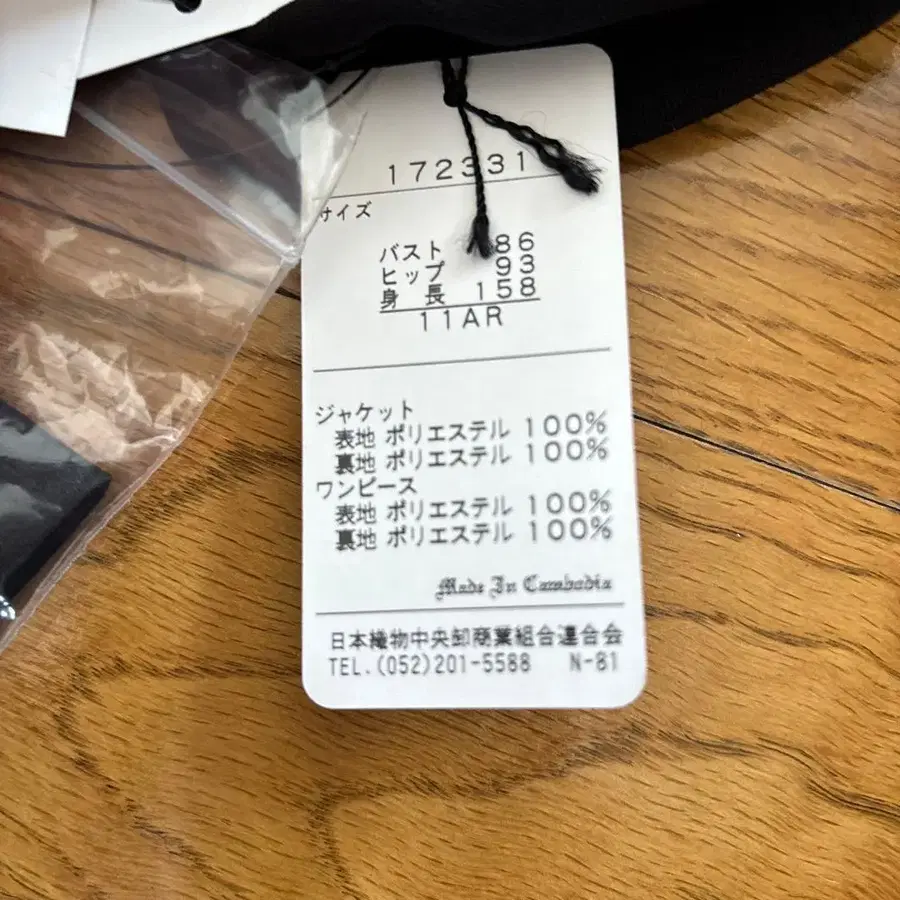 172331
サイズ
バスト 86
ヒップ 93
身 長 158
11AR
ジャケット
表地 ポリエステル 100%
裏地 ポリエステル 100%
ワンピース
表地 ポリエステル 100%
裏地 ポリエステル 100%
Made In Cambodia
日本織物中央卸商業組合連合会
TEL.(052)201-5588 N-81